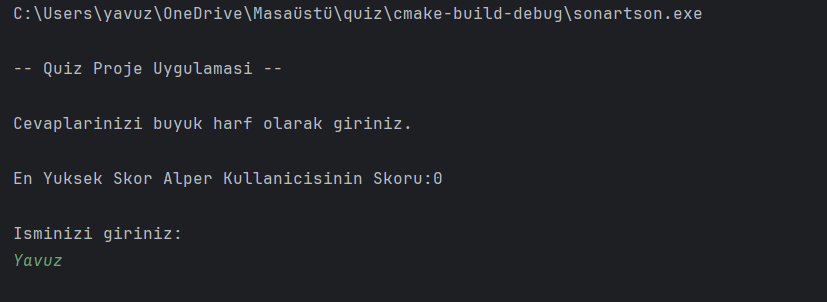 C:\Users\yavuz\OneDrive\Masaüstü\quiz\cmake-build-debug\sonartson.exe
-- Quiz Proje Uygulamasi --
Cevaplarinizi buyuk harf olarak giriniz.
En Yuksek Skor Alper Kullanicisinin Skoru:0
Isminizi giriniz:
Yavuz